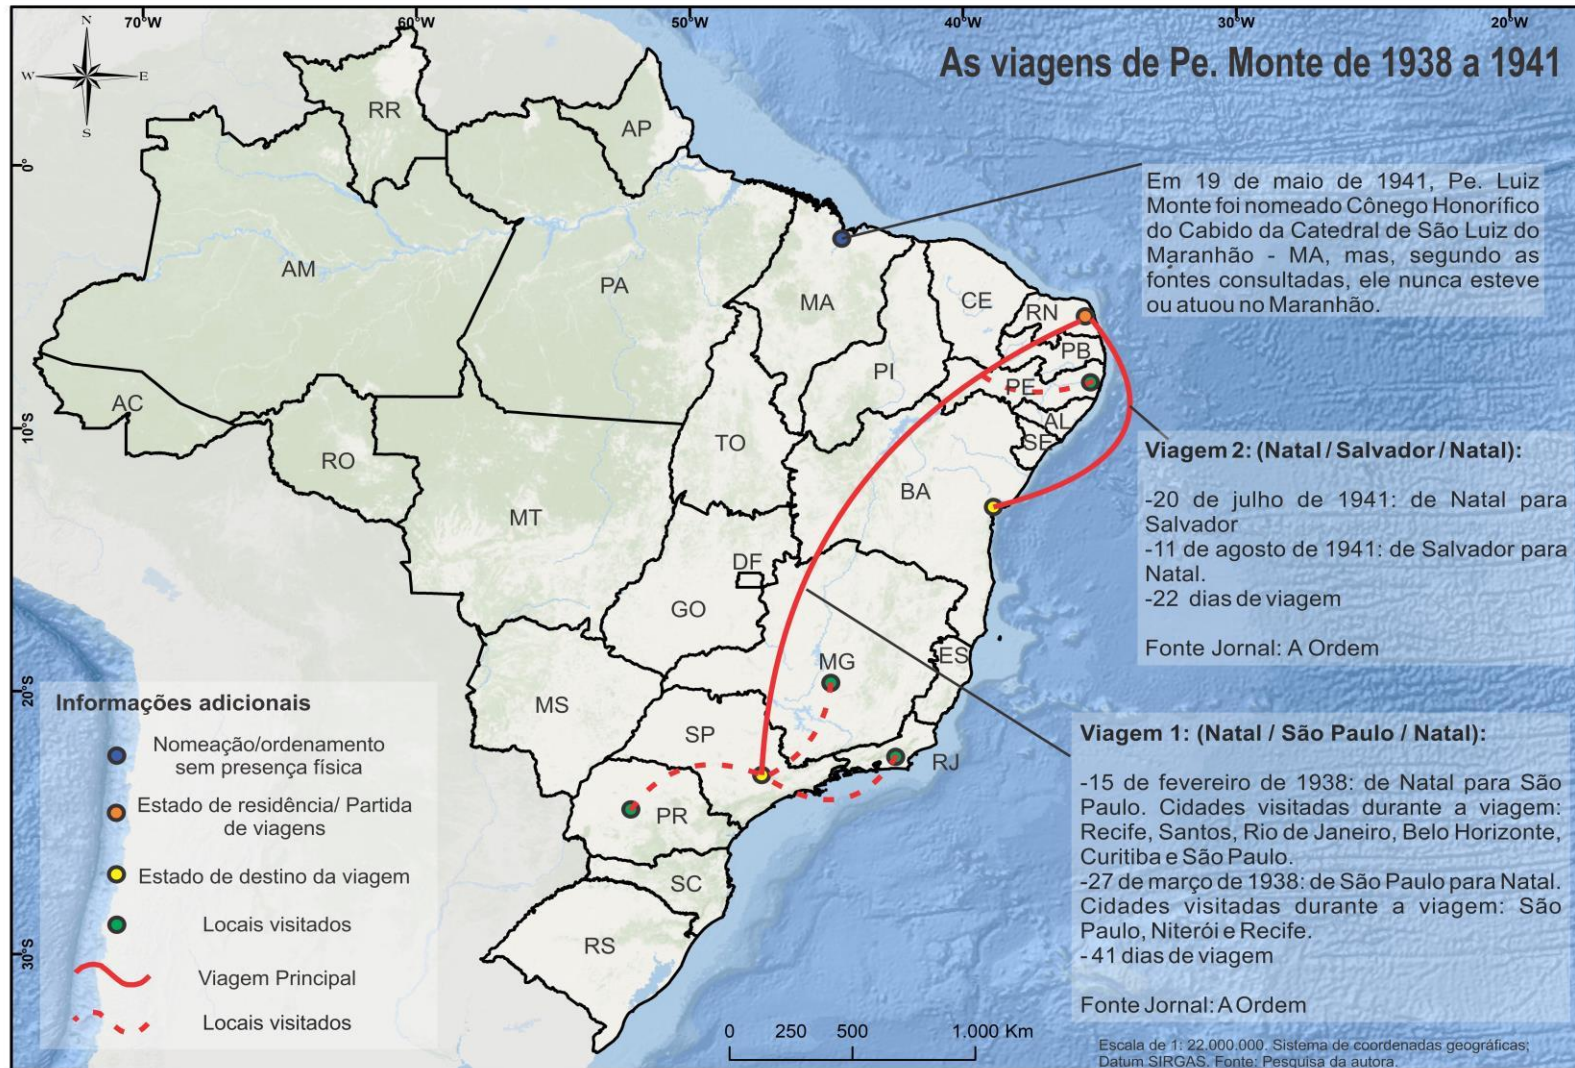 70°W
60°W
50°W
40°W
30°W
20°W
N
W
E
S
As viagens de Pe. Monte de 1938 a 1941
RR
AP
0°
Em 19 de maio de 1941, Pe. Luiz
Monte foi nomeado Cônego Honorífico
do Cabido da Catedral de São Luiz do
Maranhão - MA, mas, segundo as
fontes consultadas, ele nunca esteve
ou atuou no Maranhão.
AM
PA
MA
CE
RN
PB
PI
PE
AC
AL
10°S
TO
SE
RO
BA
MT
Viagem 2: (Natal / Salvador / Natal):
-20 de julho de 1941: de Natal para
Salvador
-11 de agosto de 1941: de Salvador para
Natal.
-22 dias de viagem
Fonte Jornal: A Ordem
DF
GO
ES
MG
20°S
MS
SP
RJ
PR
SC
RS
30°S
Informações adicionais
Nomeação/ordenamento
sem presença física
Estado de residência/ Partida
de viagens
Estado de destino da viagem
Locais visitados
Viagem Principal
Locais visitados
Viagem 1: (Natal / São Paulo / Natal):
-15 de fevereiro de 1938: de Natal para São
Paulo. Cidades visitadas durante a viagem:
Recife, Santos, Rio de Janeiro, Belo Horizonte,
Curitiba e São Paulo.
-27 de março de 1938: de São Paulo para Natal.
Cidades visitadas durante a viagem: São
Paulo, Niterói e Recife.
- 41 dias de viagem
Fonte Jornal: A Ordem
0 250 500 1.000 Km
Escala de 1: 22.000.000. Sistema de coordenadas geográficas;
Datum SIRGAS. Fonte: Pesquisa da autora.